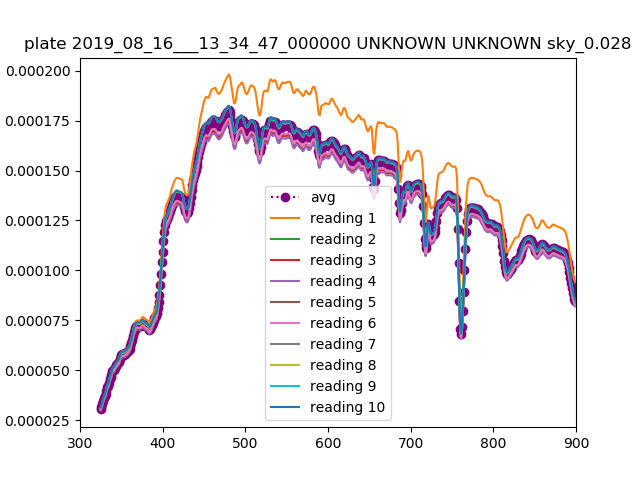 plate 2019_08_16___13_34_47_000000 UNKNOWN UNKNOWN sky_0.028
0.000200
0.000175
0.000150
0.000125
0.000100
0.000075
0.000050
0.000025
avg
reading 1
reading 2
reading 3
reading 4
reading 5
reading 6
reading 7
reading 8
reading 9
reading 10
300 400 500 600 700 800 900